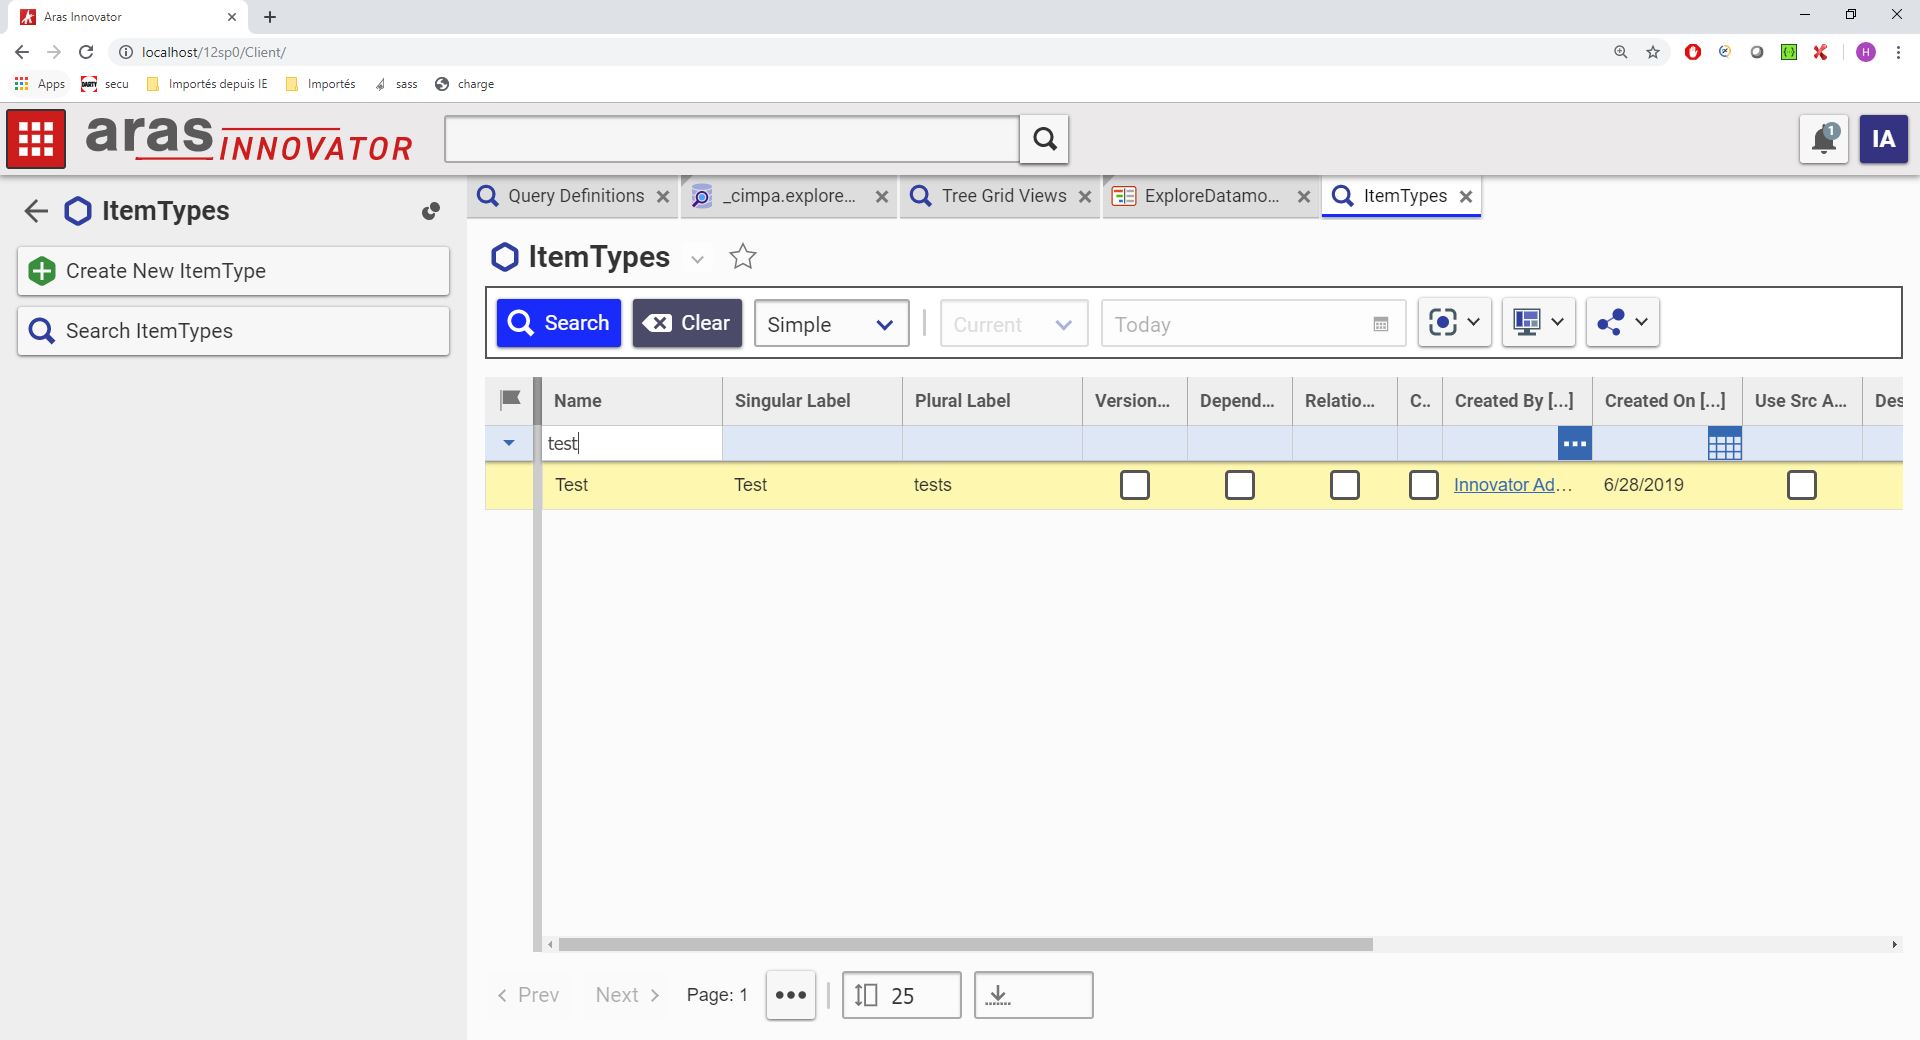 Aras Innovator
localhost/12sp0/Client/
H
Apps secu Importés depuis IE Importés sass charge
aras INNOVATOR
1
IA
ItemTypes
Create New ItemType
Search ItemTypes
Query Definitions _cimpa.explore... Tree Grid Views ExploreDatamo... ItemTypes
ItemTypes
Search Clear Simple Current Today
Name Singular Label Plural Label Version... Depend... Relatio... C.. Created By [...] Created On [...] Use Src A... Des
test
Test Test tests Innovator Ad... 6/28/2019
Prev Next Page: 1 25